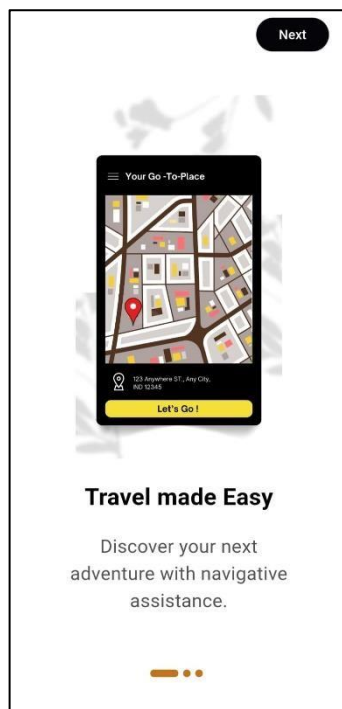 Next
Your Go -To-Place
123 Anywhere ST., Any City,
IND 12345
Let's Go !
Travel made Easy
Discover your next
adventure with navigative
assistance.